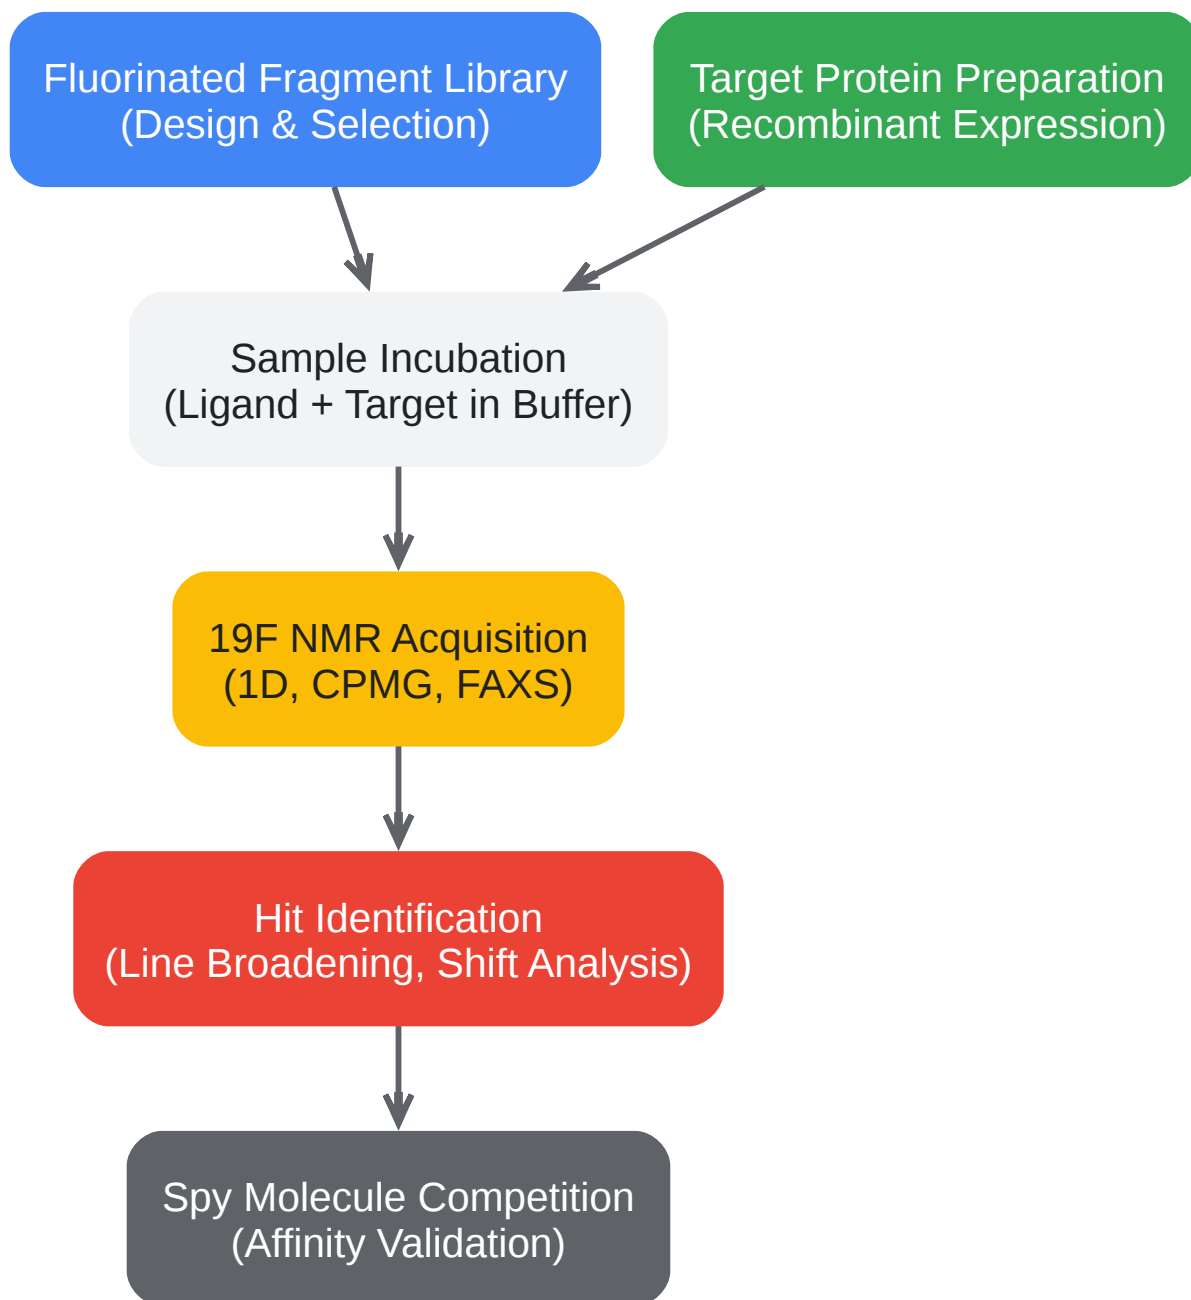 Fluorinated Fragment Library
(Design & Selection)
Target Protein Preparation
(Recombinant Expression)
Sample Incubation
(Ligand + Target in Buffer)
19F NMR Acquisition
(1D, CPMG, FAXS)
Hit Identification
(Line Broadening, Shift Analysis)
Spy Molecule Competition
(Affinity Validation)